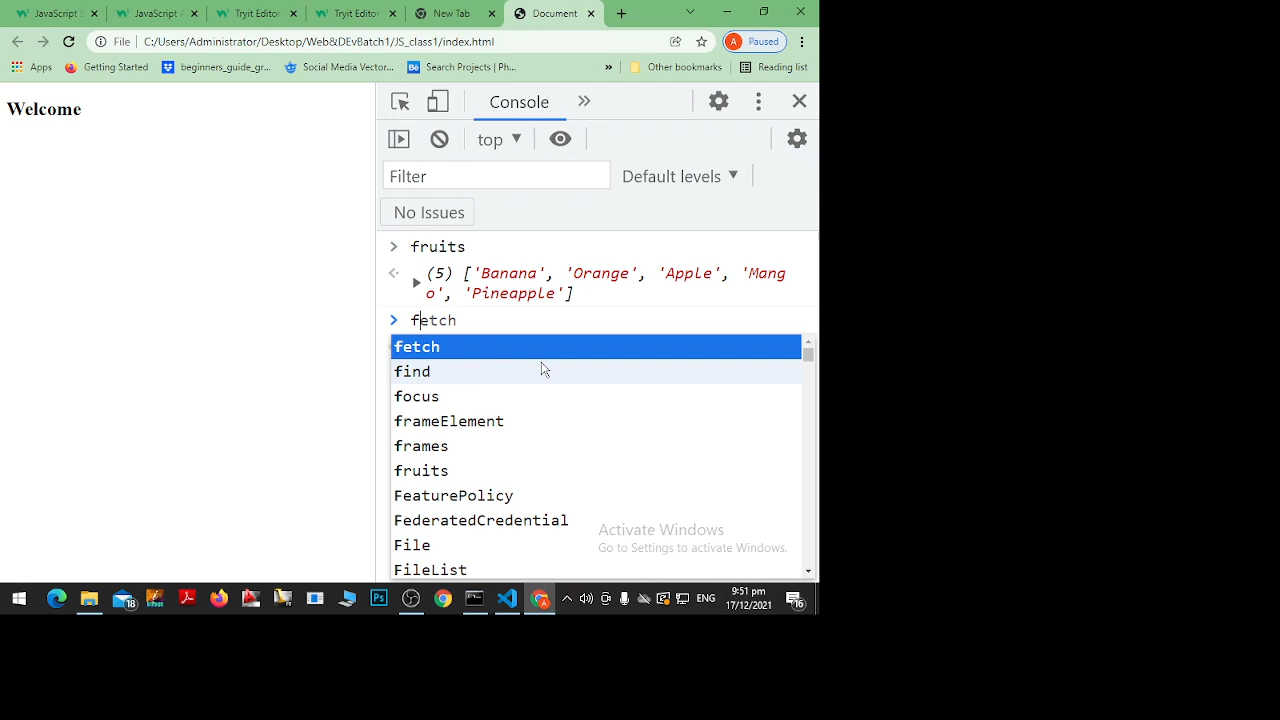 JavaScript S
JavaScript A
Tryit Editor
Tryit Editor
New Tab
Document
File
C:/Users/Administrator/Desktop/Web&DEvBatch1/JS_class1/index.html
A Paused
Apps
Getting Started
beginners_guide_gr...
Social Media Vector...
Bē Search Projects | Ph...
»
Other bookmarks
Reading list
Welcome
Console
top
Filter
Default levels
No Issues
> fruits
(5) ['Banana', 'Orange', 'Apple', 'Mang
o', 'Pineapple']
> fetch
fetch
find
focus
frameElement
frames
fruits
FeaturePolicy
FederatedCredential
File
FileList
Activate Windows
Go to Settings to activate Windows.
18
Ps
A
ENG
9:51 pm
17/12/2021
16